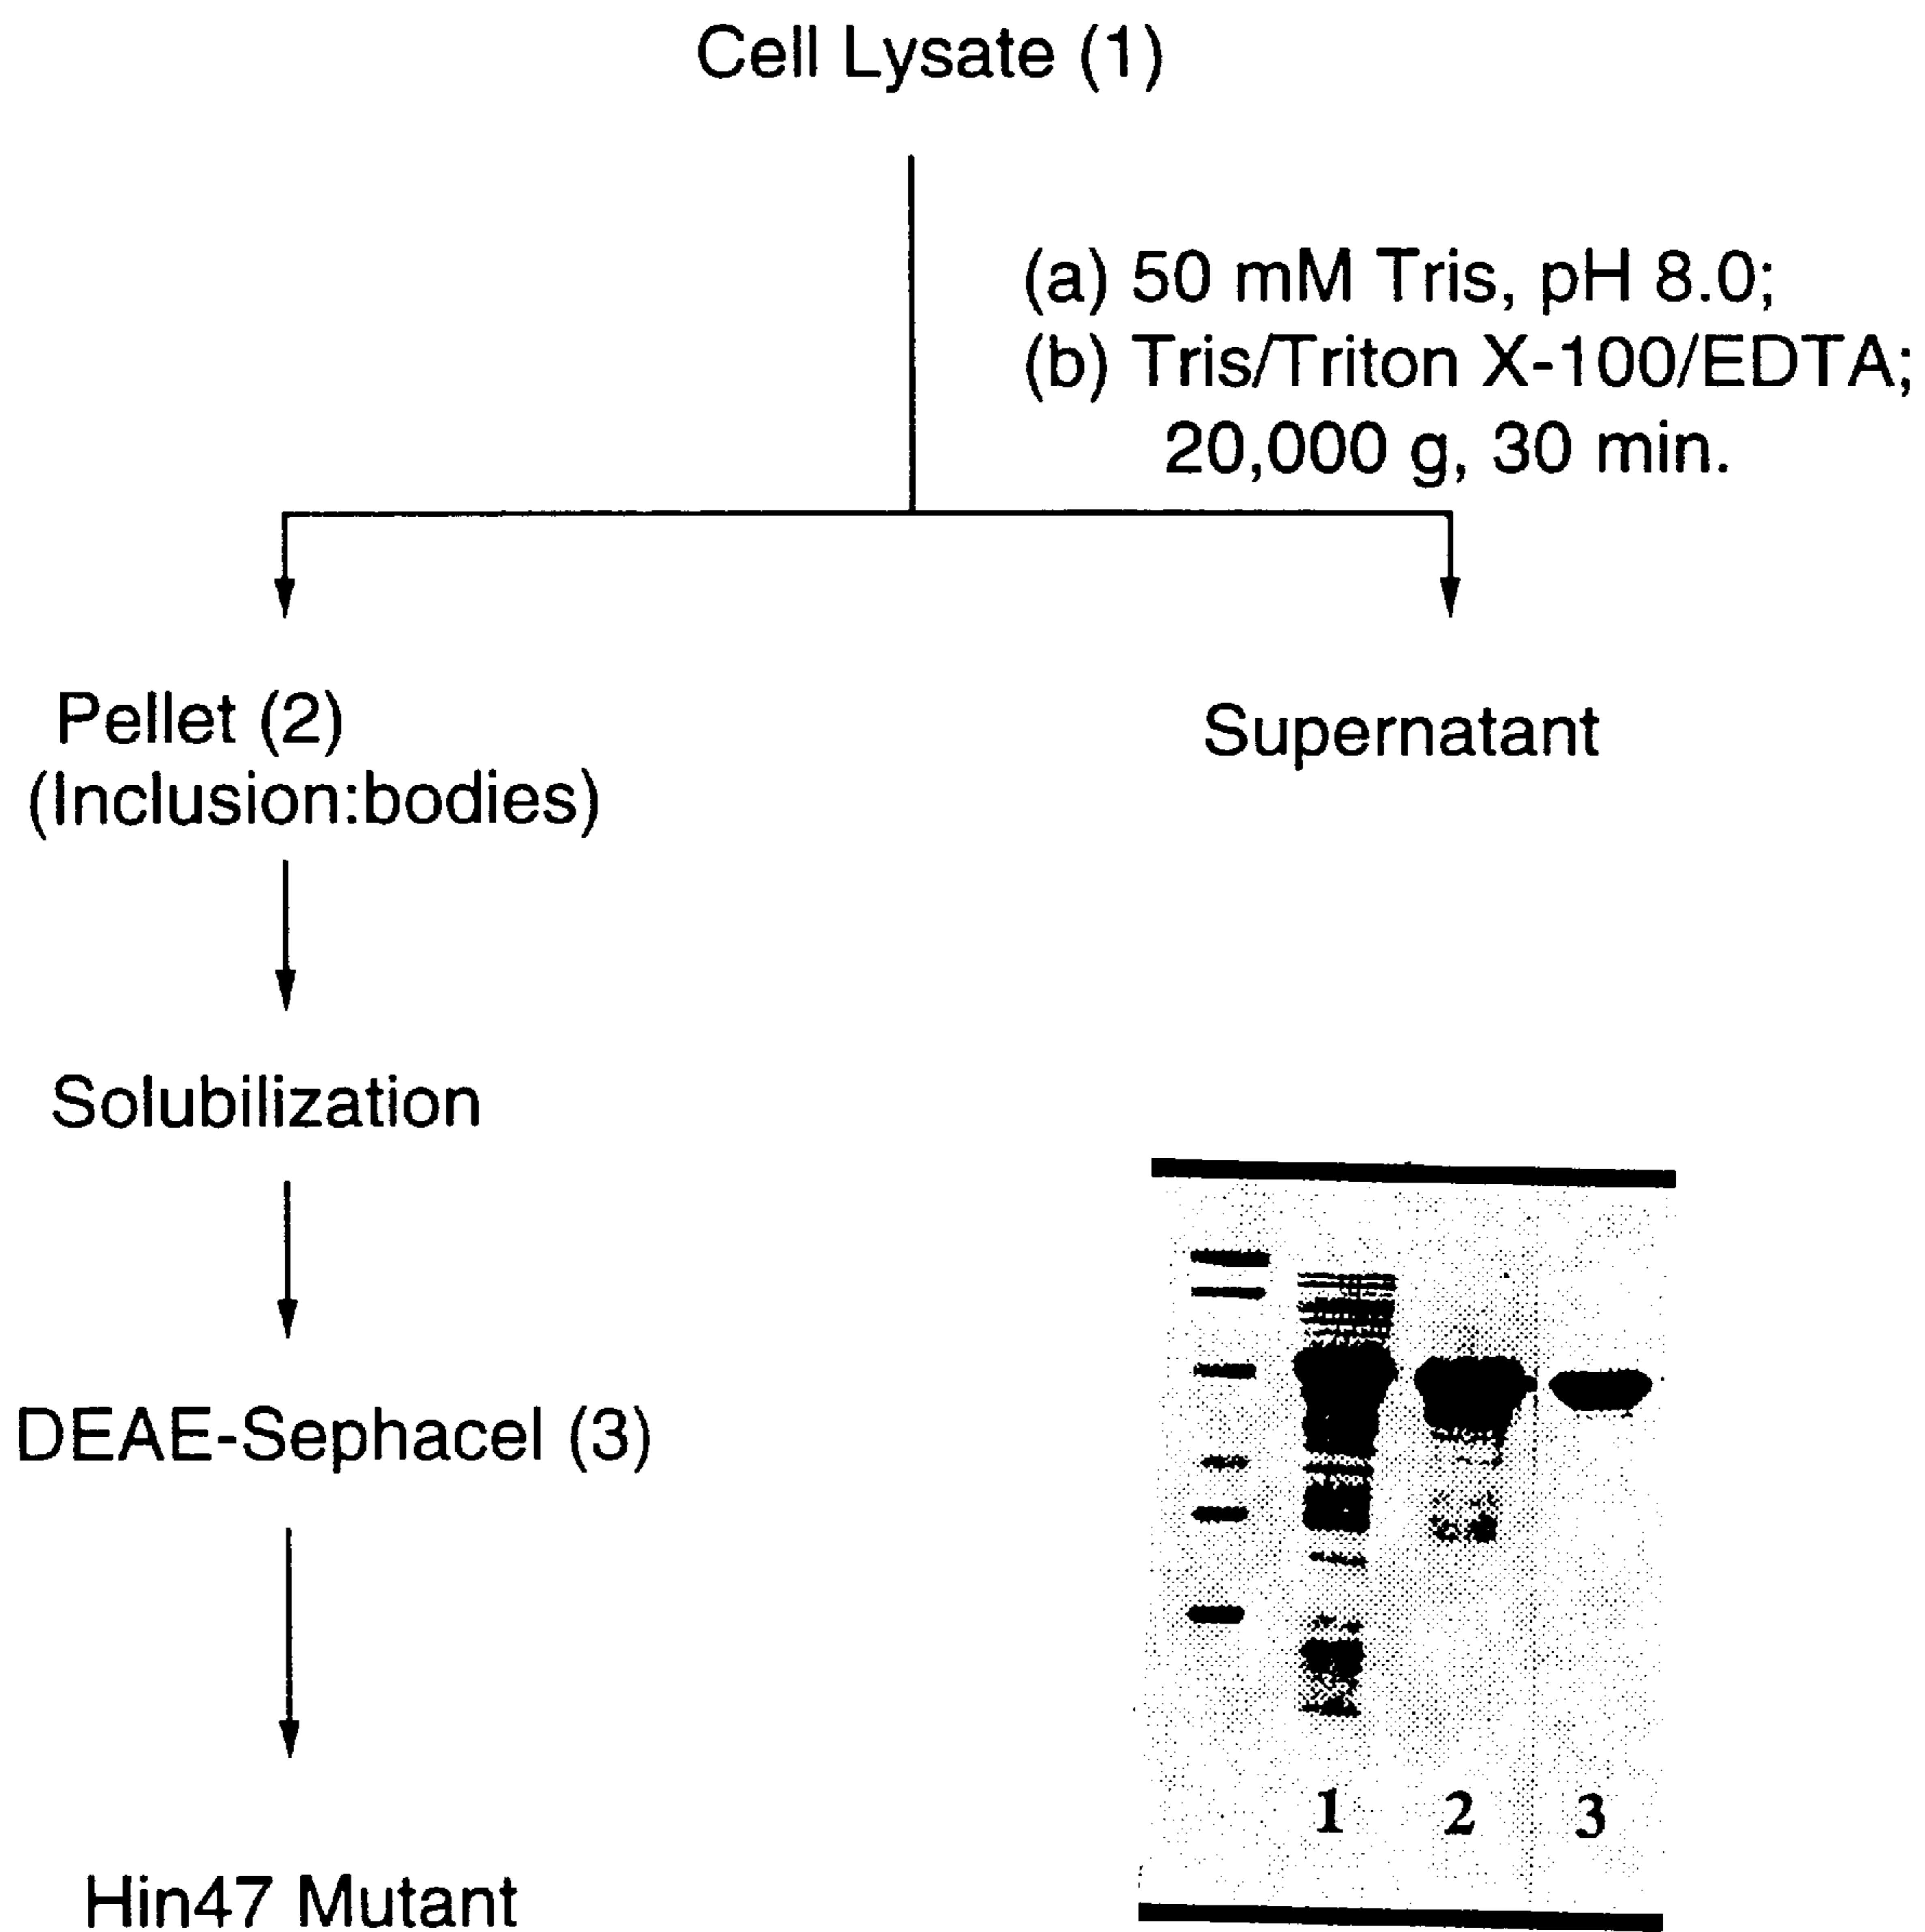 Cell Lysate (1)
(a) 50 mM Tris, pH 8.0;
(b) Tris/Triton X-100/EDTA;
20,000 g, 30 min.
Pellet (2)
(Inclusion:bodies)
Supernatant
Solubilization
DEAE-Sephacel (3)
Hin47 Mutant
1 2 3